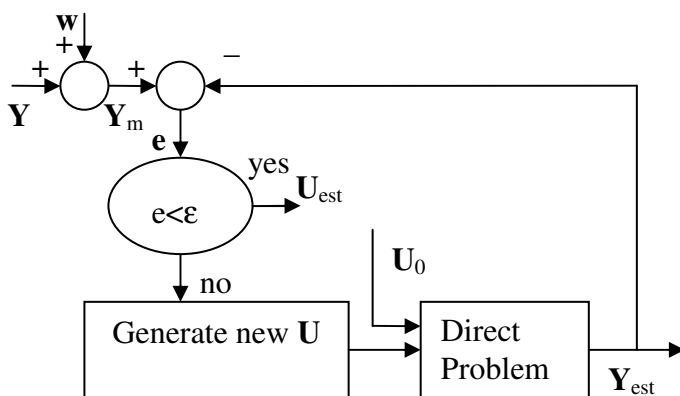 w
+
+
+
−
Y
Y_m
e
yes
e<ε
U_est
no
U_0
Generate new U
Direct
Problem
Y_est